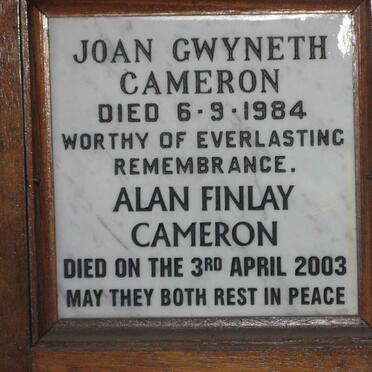 JOAN GWYNETH
CAMERON
DIED 6-9-1984
WORTHY OF EVERLASTING
REMEMBRANCE.
ALAN FINLAY
CAMERON
DIED ON THE 3RD APRIL 2003
MAY THEY BOTH REST IN PEACE